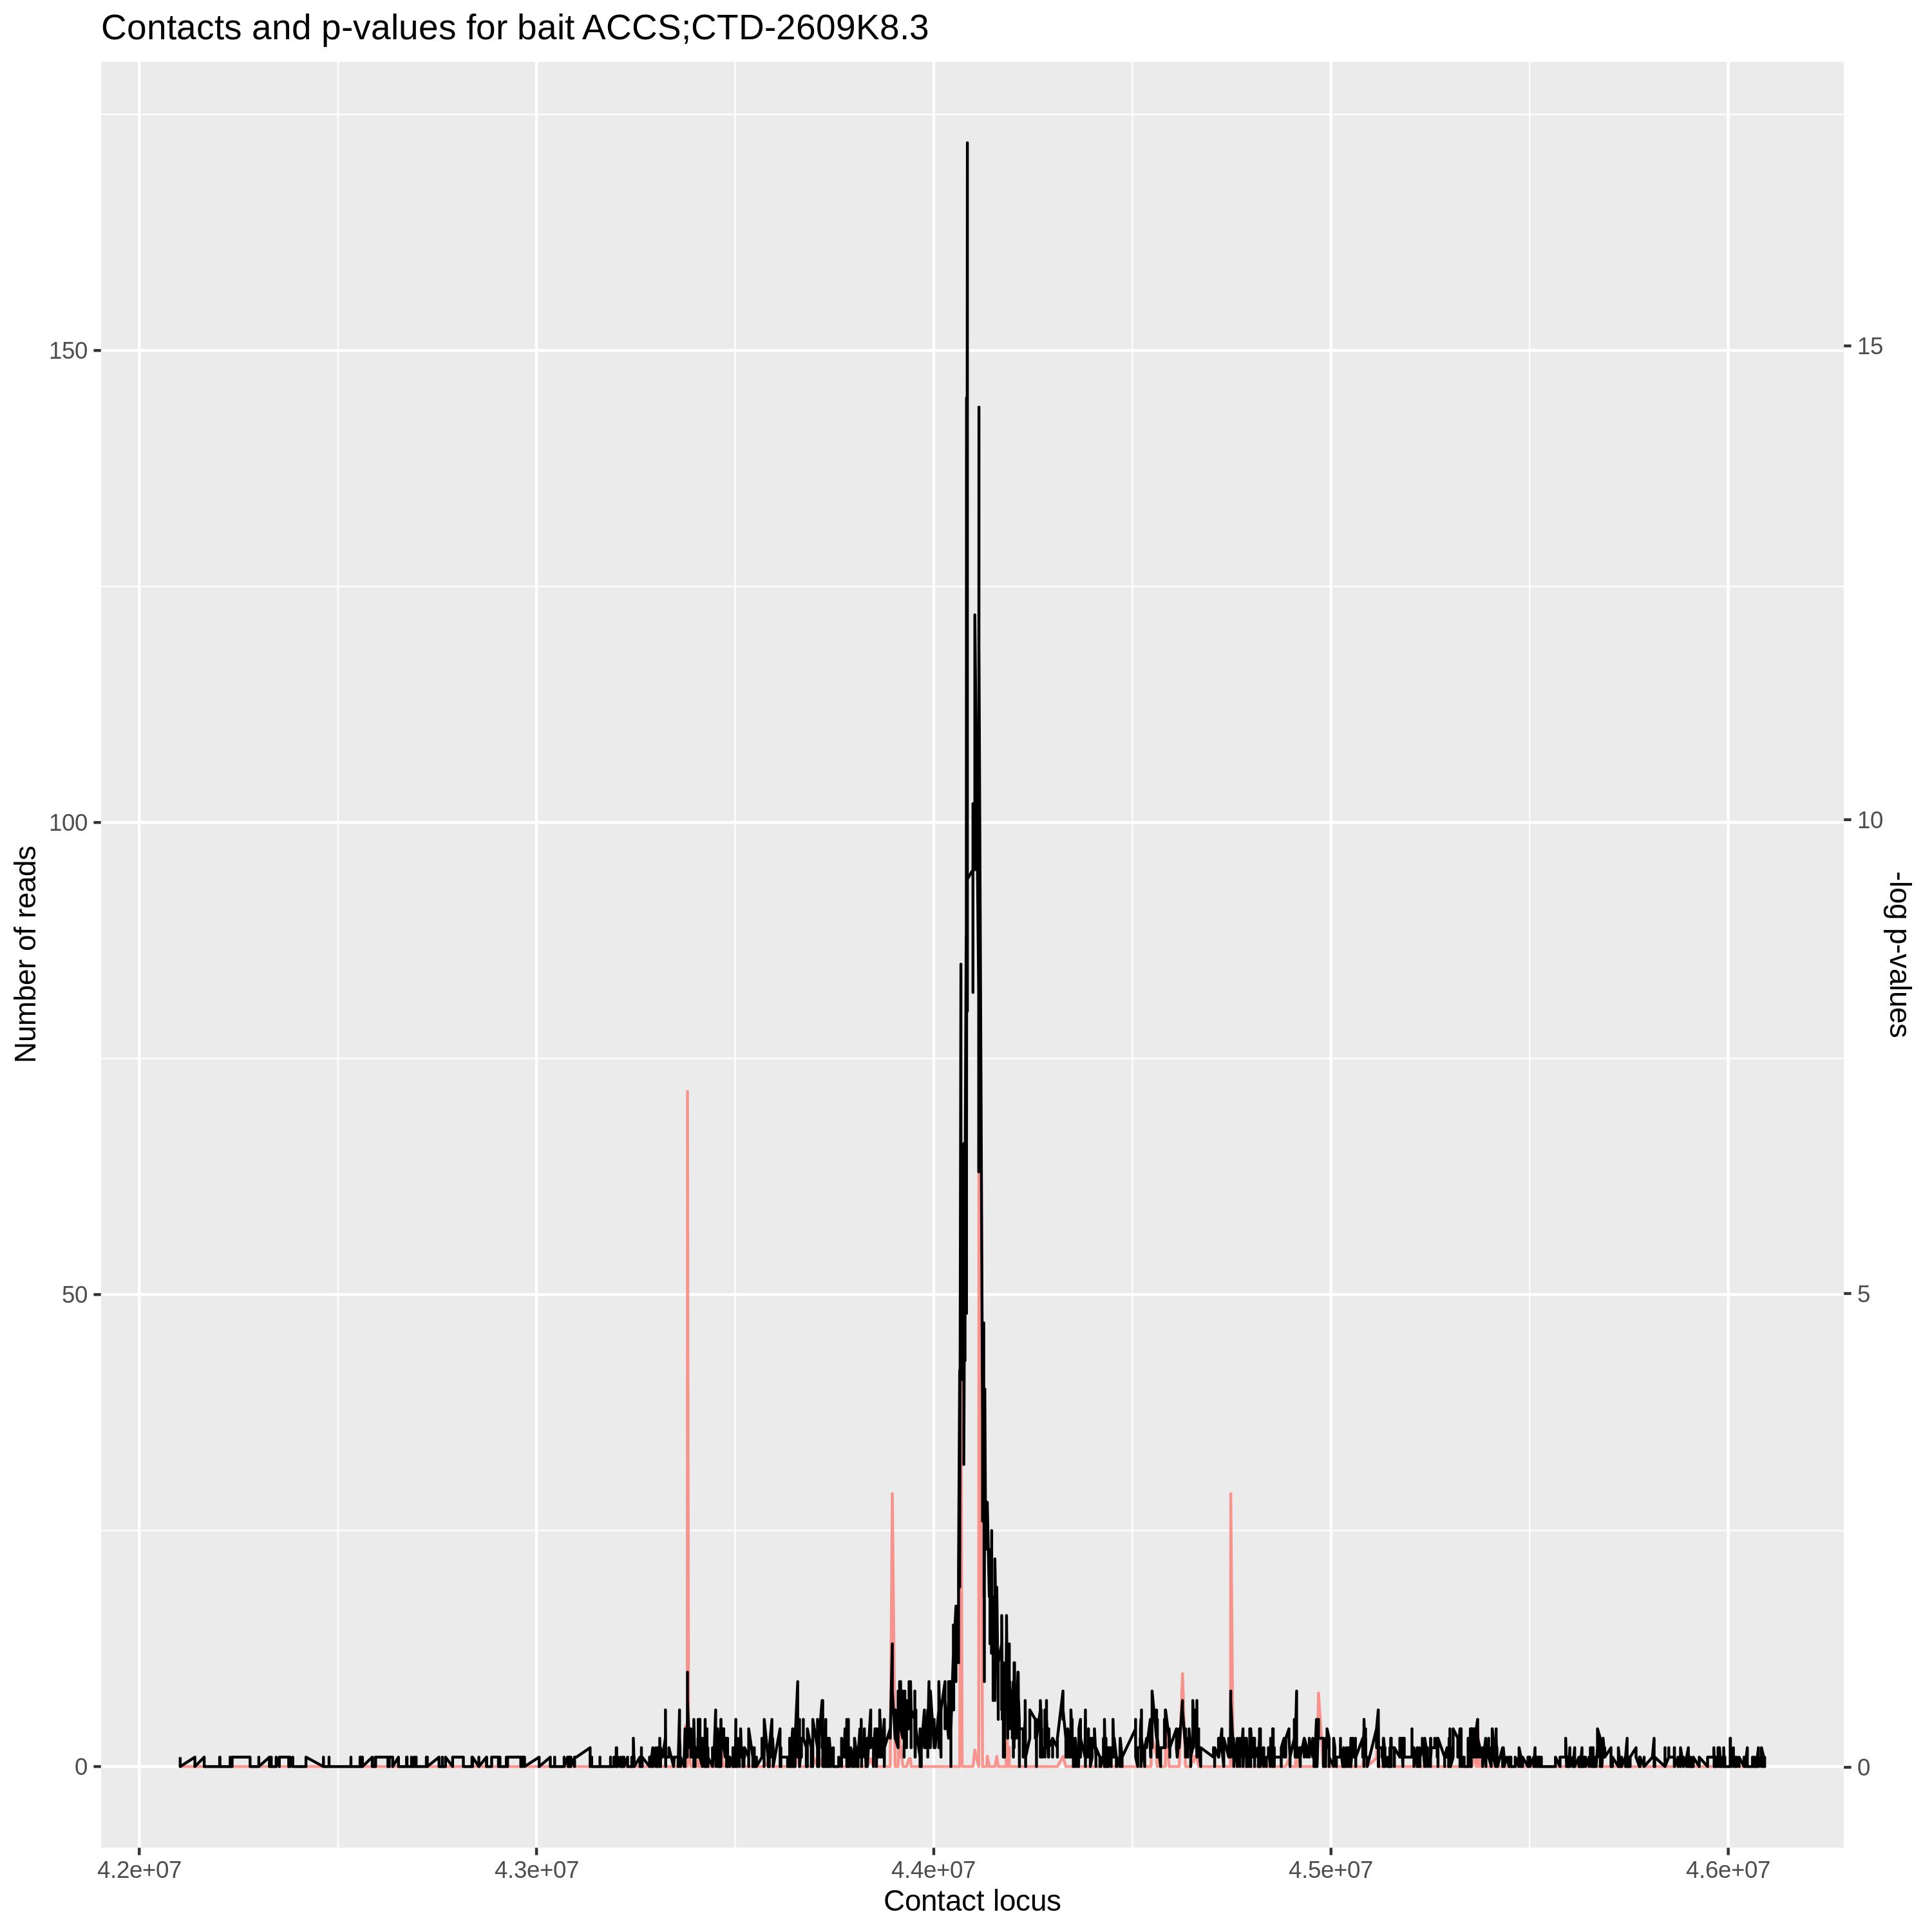 Contacts and p-values for bait ACCS;CTD-2609K8.3
150
100
50
0
Number of reads
15
10
5
0
-log p-values
4.2e+07 4.3e+07 4.4e+07 4.5e+07 4.6e+07
Contact locus